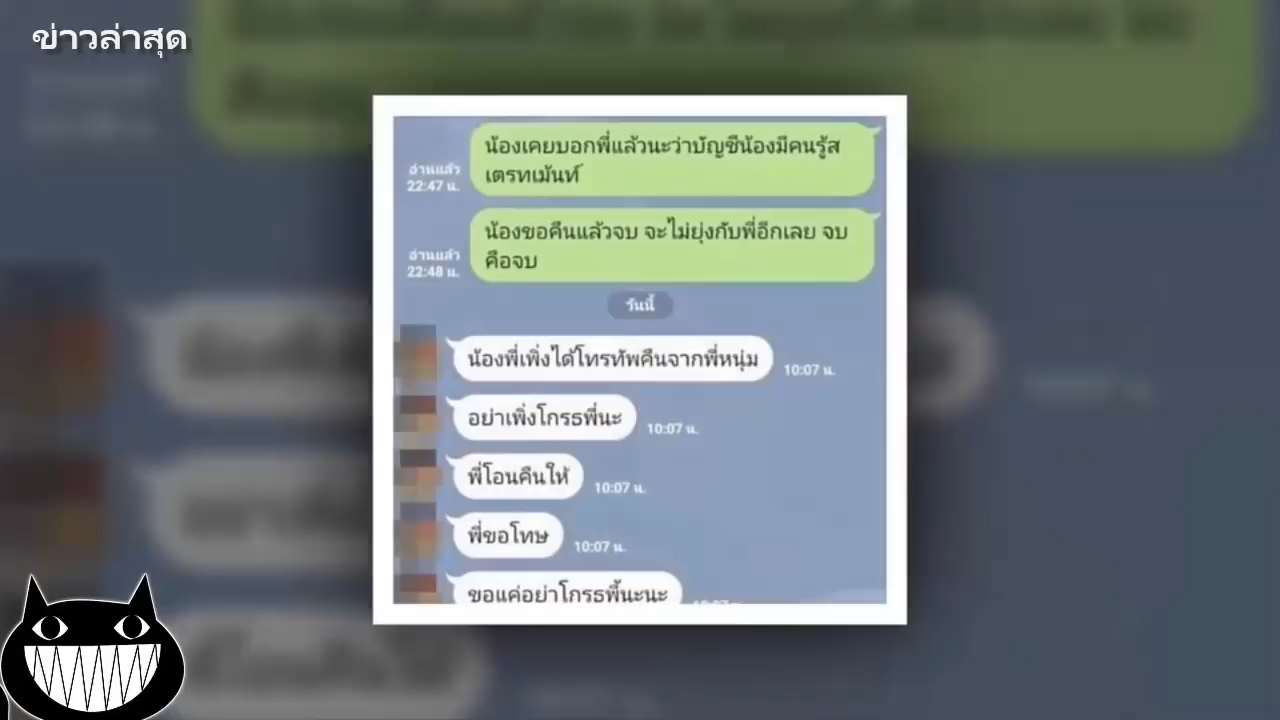 ข่าวล่าสุด
น้องเคยบอกพี่แล้วนะว่าบัญชีน้องมีคนรู้ส
เตรทเม้นท์
อ่านแล้ว
22:47 น.
น้องขอคืนแล้วจบ จะไม่ยุ่งกับพี่อีกเลย จบ
คือจบ
อ่านแล้ว
22:48 น.
วันนี้
น้องพี่เพิ่งได้โทรทัพคืนจากพี่หนุ่ม
10:07 น.
อย่าเพิ่งโกรธพี่นะ
10:07 น.
พี่โอนคืนให้
10:07 น.
พี่ขอโทษ
10:07 น.
ขอแค่อย่าโกรธพี้นะนะ